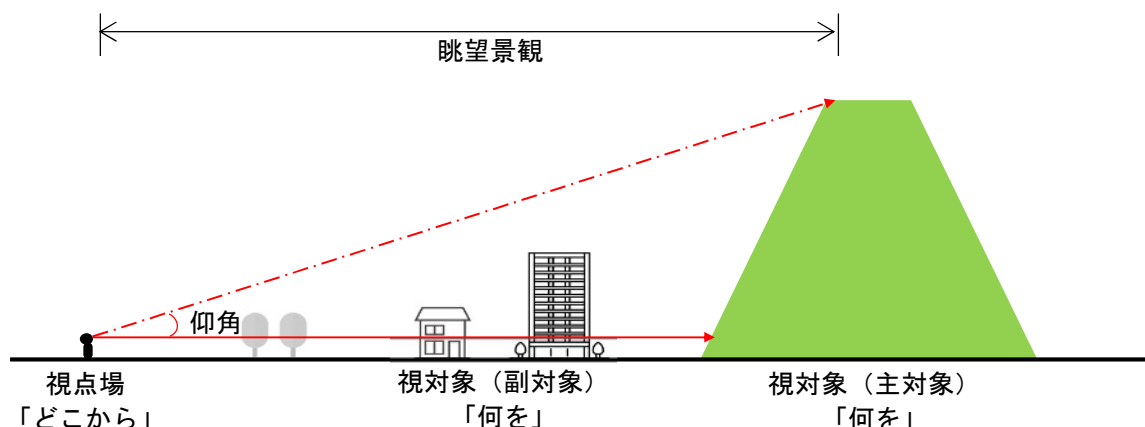 眺望景観
仰角
視点場
「どこから」
視対象（副対象）
「何を」
視対象（主対象）
「何を」